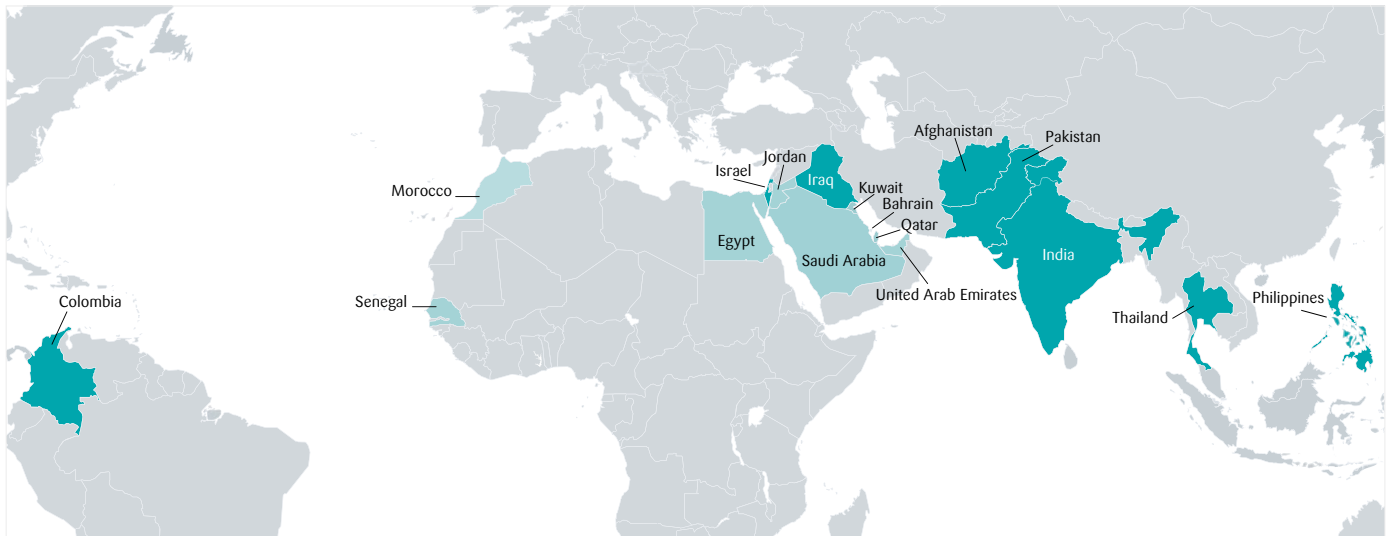 Afghanistan
Pakistan
Jordan
Israel
Iraq
Morocco
Kuwait
Bahrain
Qatar
Egypt
India
Saudi Arabia
United Arab Emirates
Colombia
Senegal
Philippines
Thailand